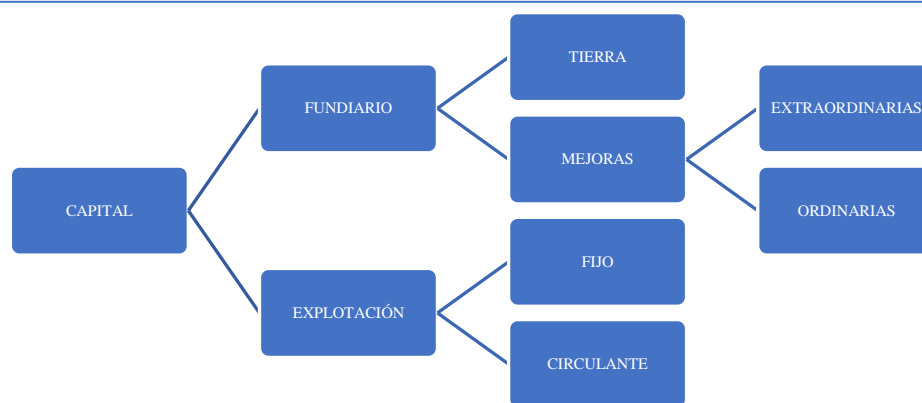 CAPITAL
FUNDIARIO
TIERRA
MEJORAS
EXTRAORDINARIAS
ORDINARIAS
EXPLOTACIÓN
FIJO
CIRCULANTE